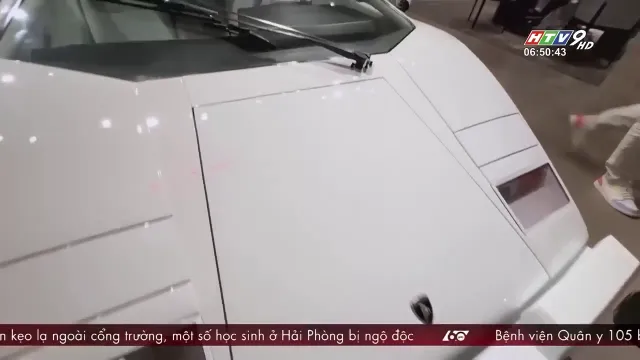 HTV9 HD
06:50:43
n kẹo lạ ngoài cổng trường, một số học sinh ở Hải Phòng bị ngộ độc 60 Bệnh viện Quân y 105